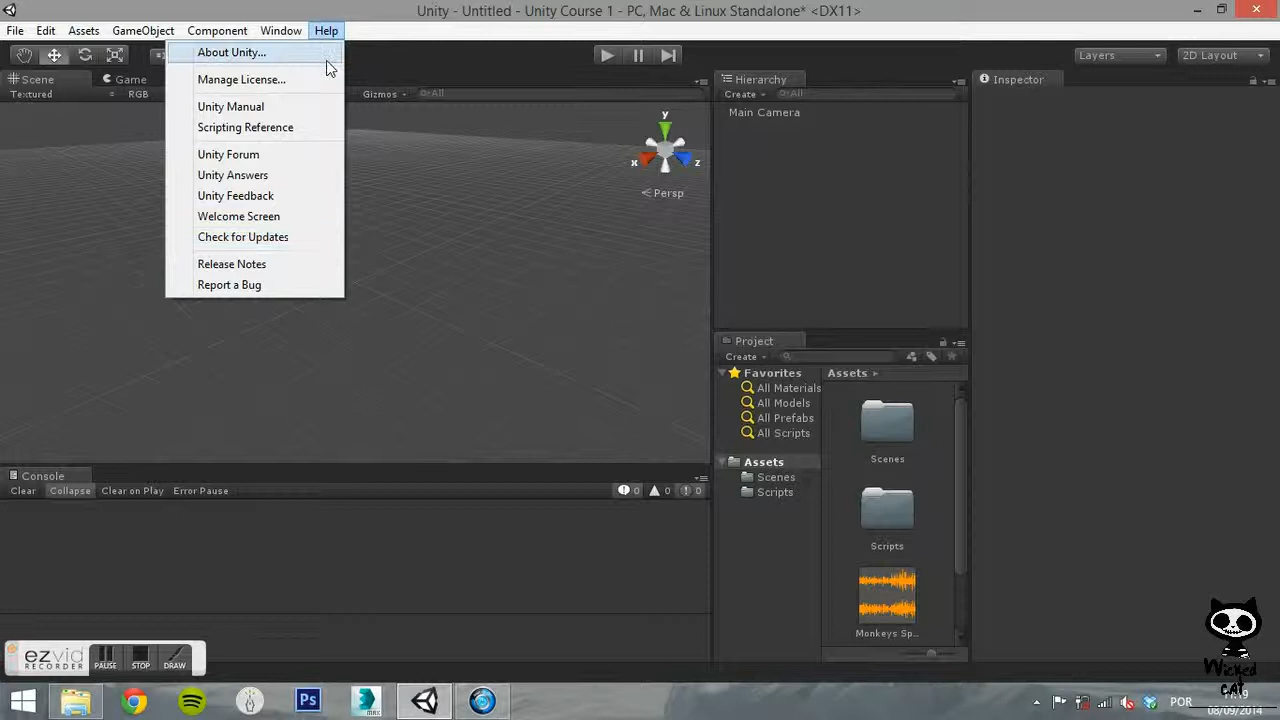 Unity - Untitled - Unity Course 1 - PC, Mac & Linux Standalone* <DX11>
File Edit Assets GameObject Component Window Help
Layers
2D Layout
About Unity...
Manage License...
Unity Manual
Scripting Reference
Unity Forum
Unity Answers
Unity Feedback
Welcome Screen
Check for Updates
Release Notes
Report a Bug
Scene
Game
Textured
RGB
Gizmos
All
y
x
z
Persp
Hierarchy
Create
All
Main Camera
Inspector
Project
Create
Favorites
All Materials
All Models
All Prefabs
All Scripts
Assets
Scenes
Scripts
Assets
Scenes
Scripts
Monkeys Sp...
Console
Clear Collapse Clear on Play Error Pause
0 0 0
ezvid
RECORDER
PAUSE STOP DRAW
Ps
Wicked
cat
POR
08/09/2014